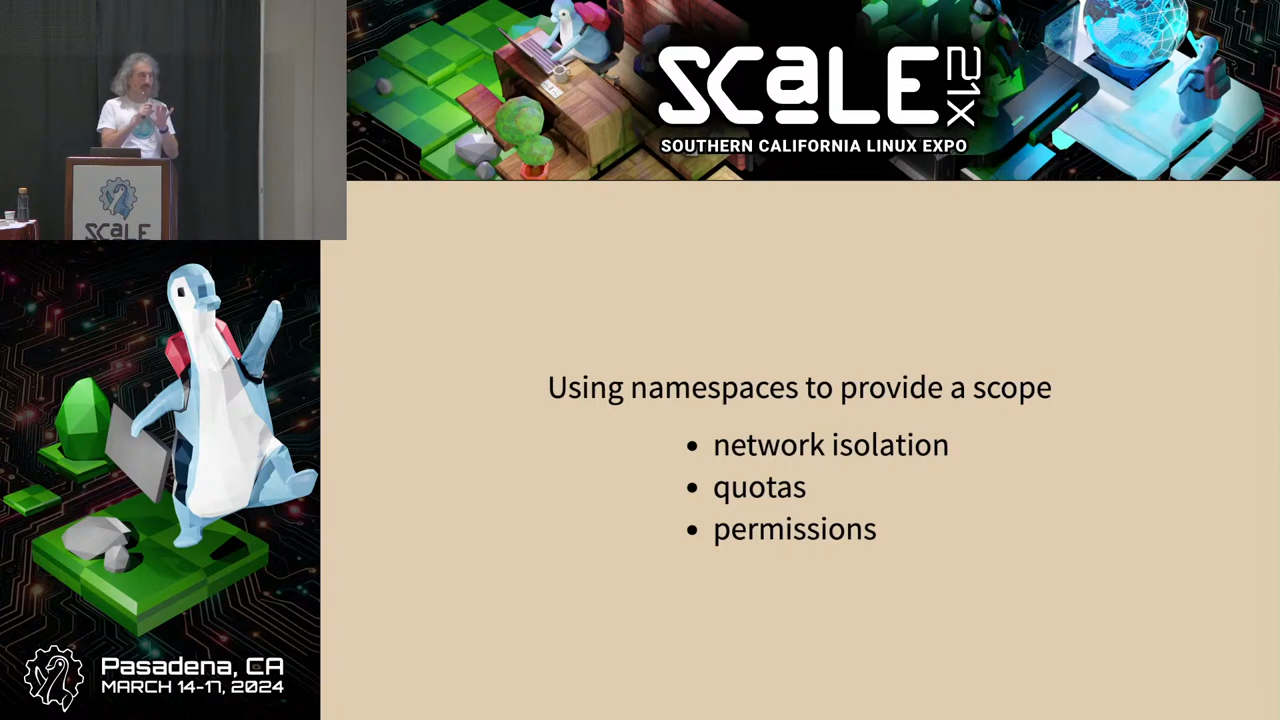 SCALE
21X
SOUTHERN CALIFORNIA LINUX EXPO
SCALE
Using namespaces to provide a scope
• network isolation
• quotas
• permissions
Pasadena, CA
MARCH 14-17, 2024